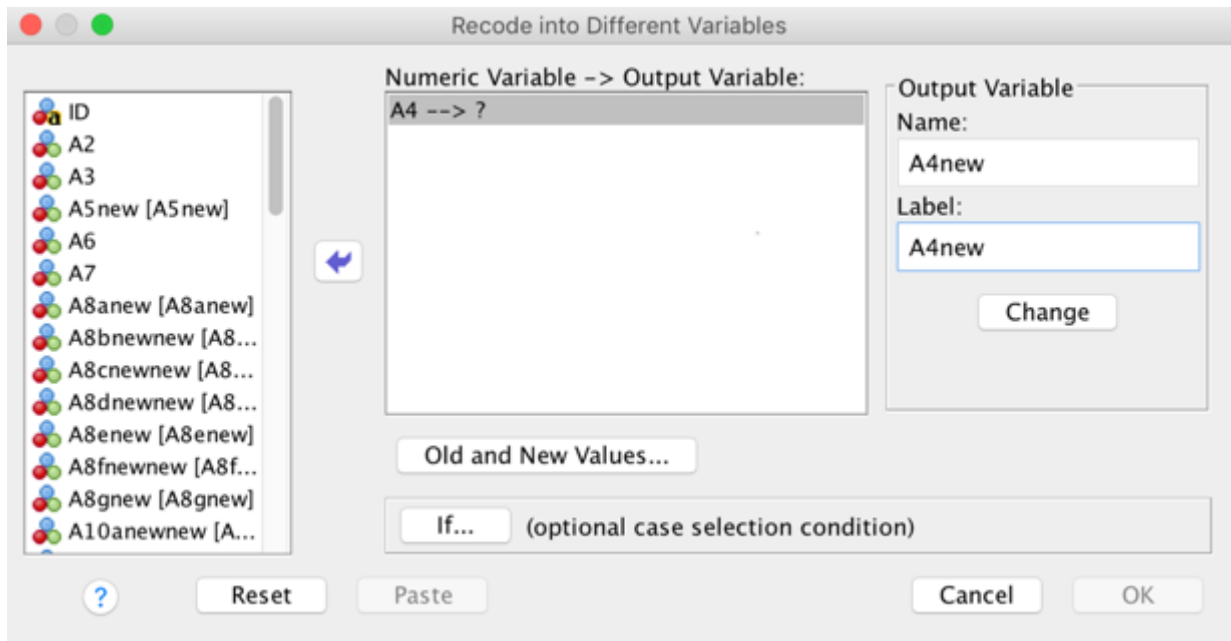 Recode into Different Variables
Numeric Variable -> Output Variable:
A4 --> ?
a ID
A2
A3
A5new [A5new]
A6
A7
A8anew [A8anew]
A8bnewnew [A8...
A8cnewnew [A8...
A8dnewnew [A8...
A8enew [A8enew]
A8fnewnew [A8f...
A8gnew [A8gnew]
A10anewnew [A...
Output Variable
Name:
A4new
Label:
A4new
Change
Old and New Values...
If... (optional case selection condition)
? Reset Paste Cancel OK